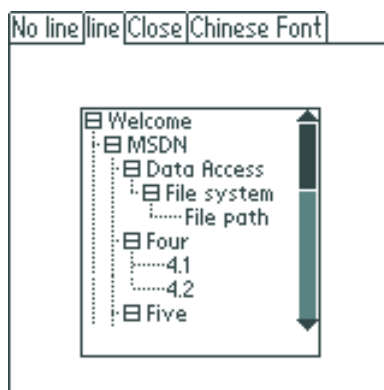 No line line Close Chinese Font
Welcome
MSDN
Data Access
File system
File path
Four
4.1
4.2
Five